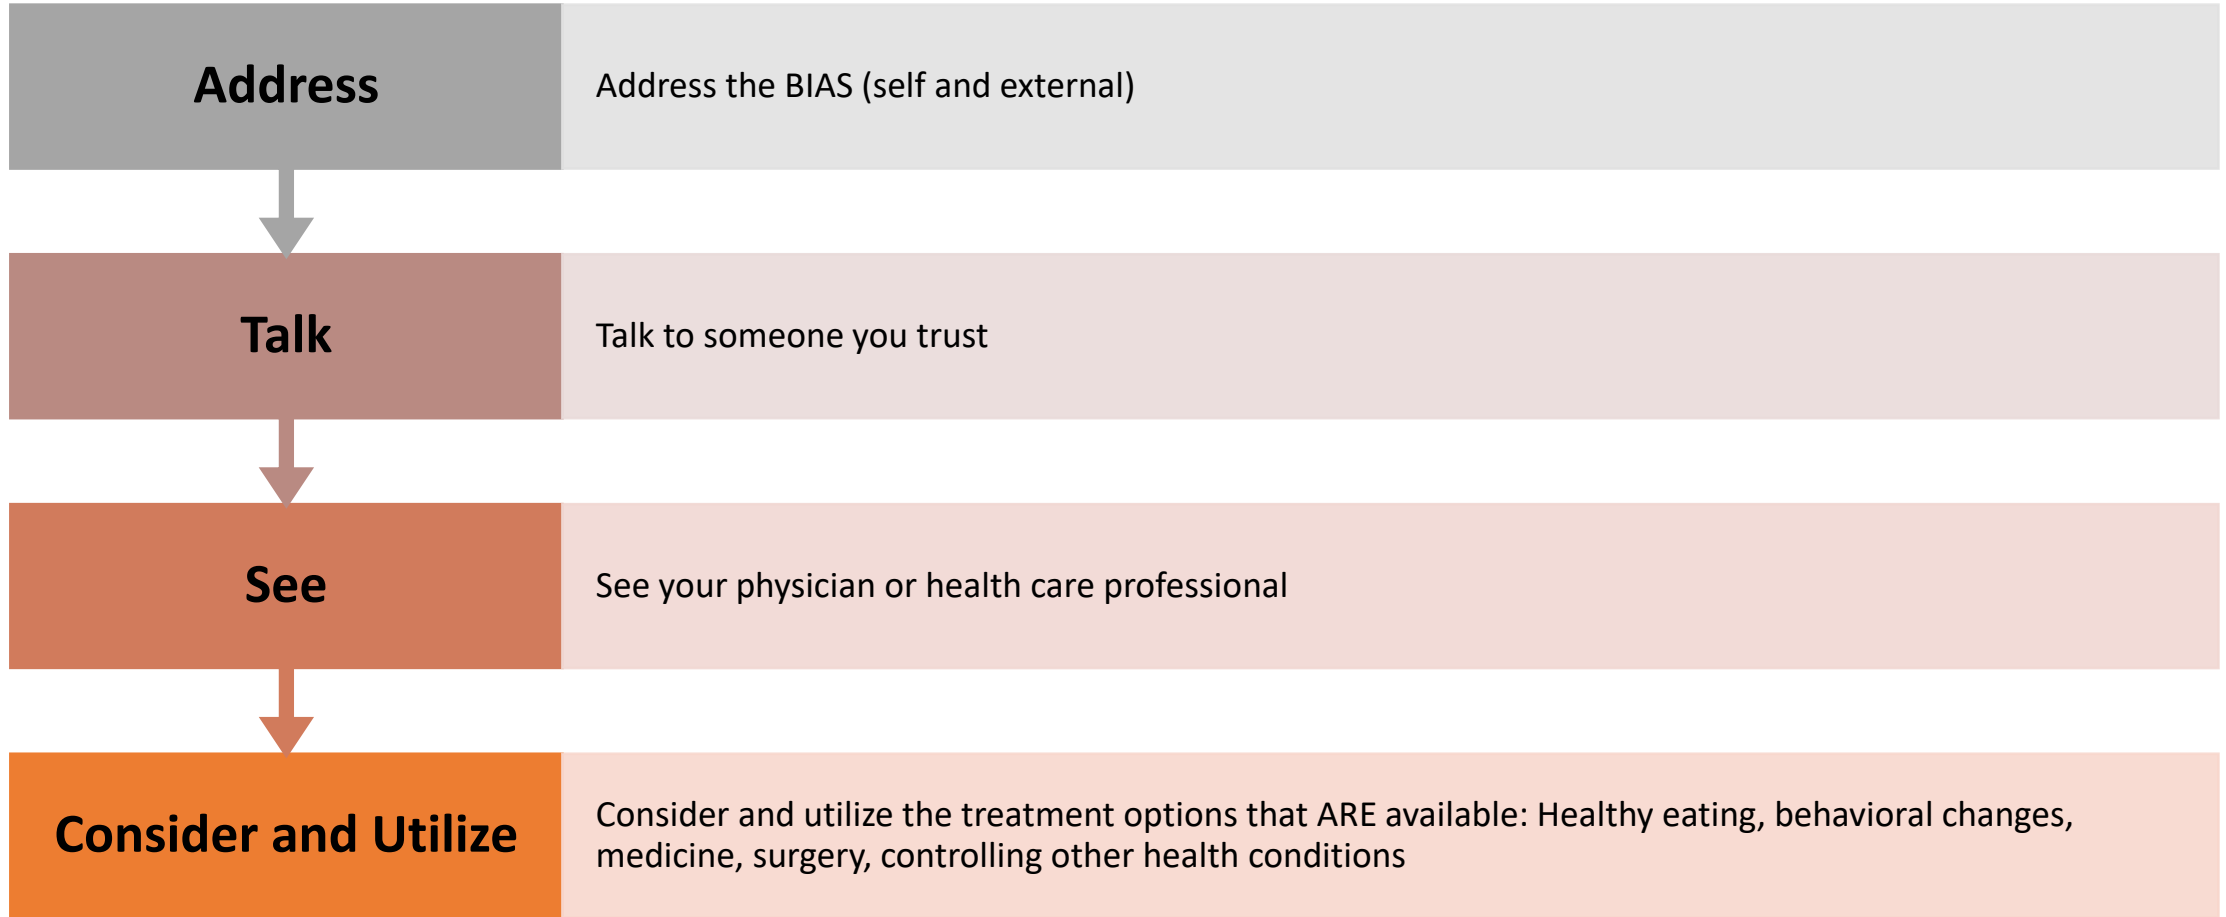 Address
Address the BIAS (self and external)
Talk
Talk to someone you trust
See
See your physician or health care professional
Consider and Utilize
Consider and utilize the treatment options that ARE available: Healthy eating, behavioral changes,
medicine, surgery, controlling other health conditions